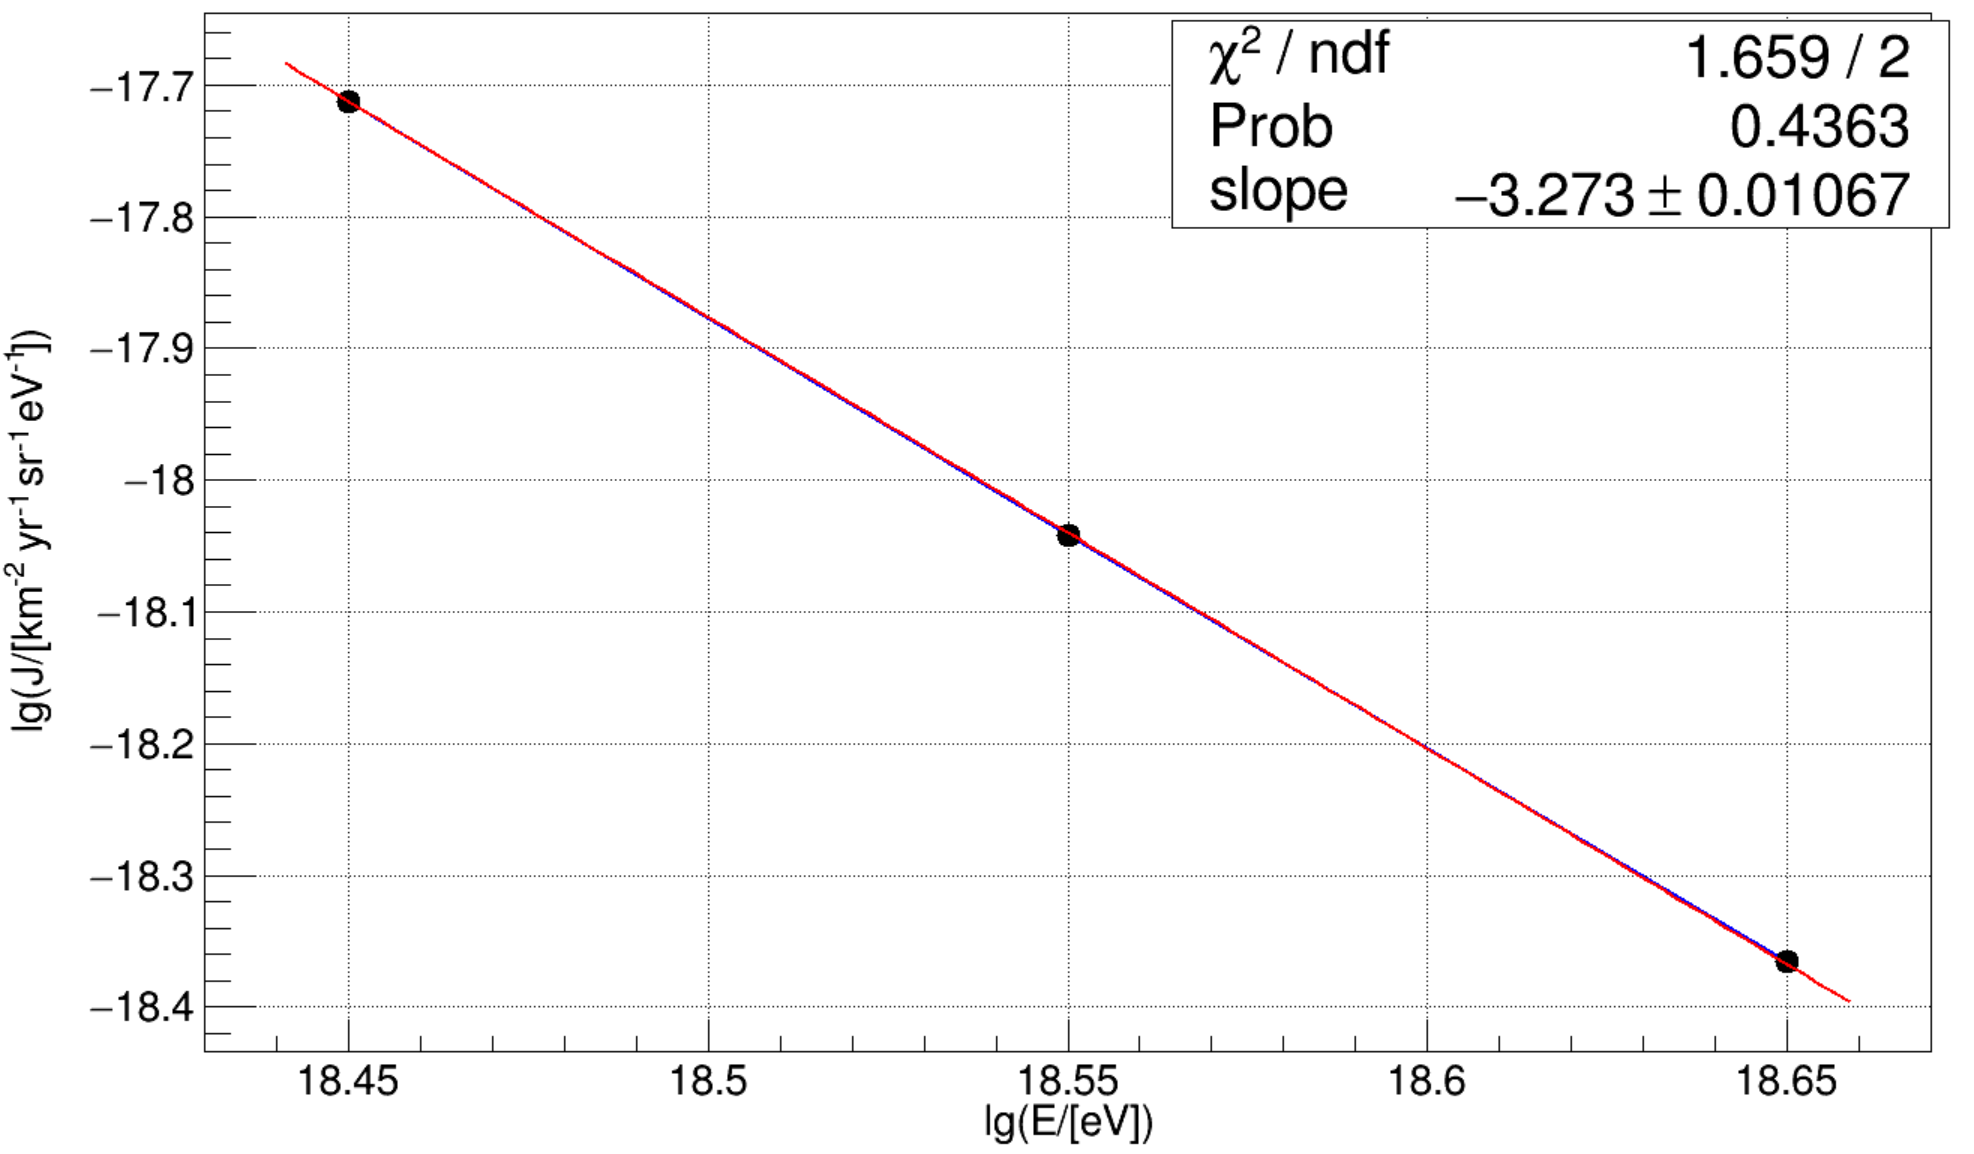 χ² / ndf 1.659 / 2
Prob 0.4363
slope −3.273 ± 0.01067
−17.7
−17.8
−17.9
−18
−18.1
−18.2
−18.3
−18.4
lg(J/[km⁻² yr⁻¹ sr⁻¹ eV⁻¹])
18.45 18.5 18.55 18.6 18.65
lg(E/[eV])